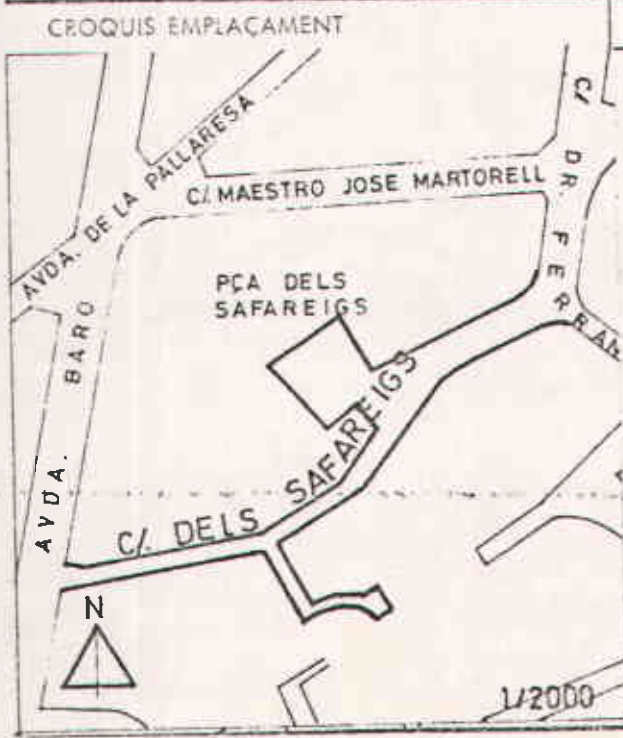 CROQUIS EMPLAÇAMENT
C/ DR. FERRAN
AVDA. DE LA PALLARESA
C/. MAESTRO JOSE MARTORELL
PÇA DELS
SAFAREIGS
AVDA. BARO
C/. DELS SAFAREIGS
N
1/2000